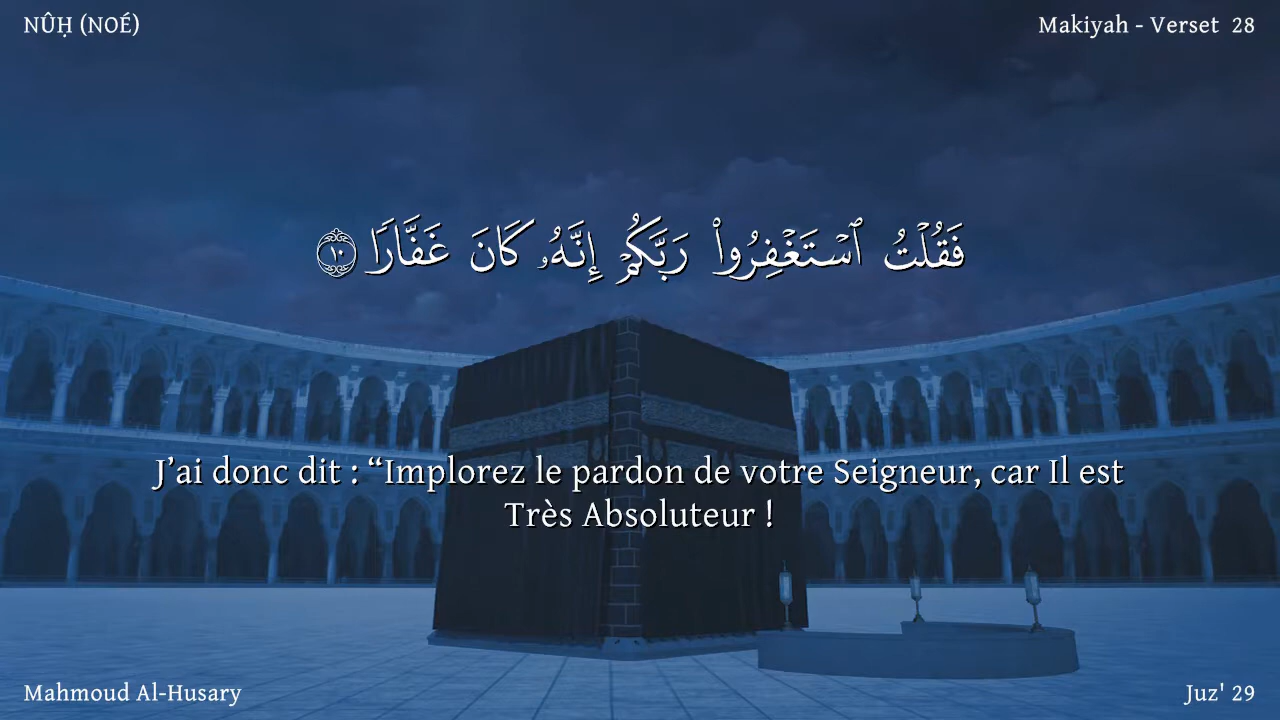 NÛḤ (NOÉ)
Makiyah - Verset 28
فَقُلْتُ ٱسْتَغْفِرُوا۟ رَبَّكُمْ إِنَّهُۥ كَانَ غَفَّارًا ١٠
J’ai donc dit : “Implorez le pardon de votre Seigneur, car Il est
Très Absoluteur !
Mahmoud Al-Husary
Juz' 29